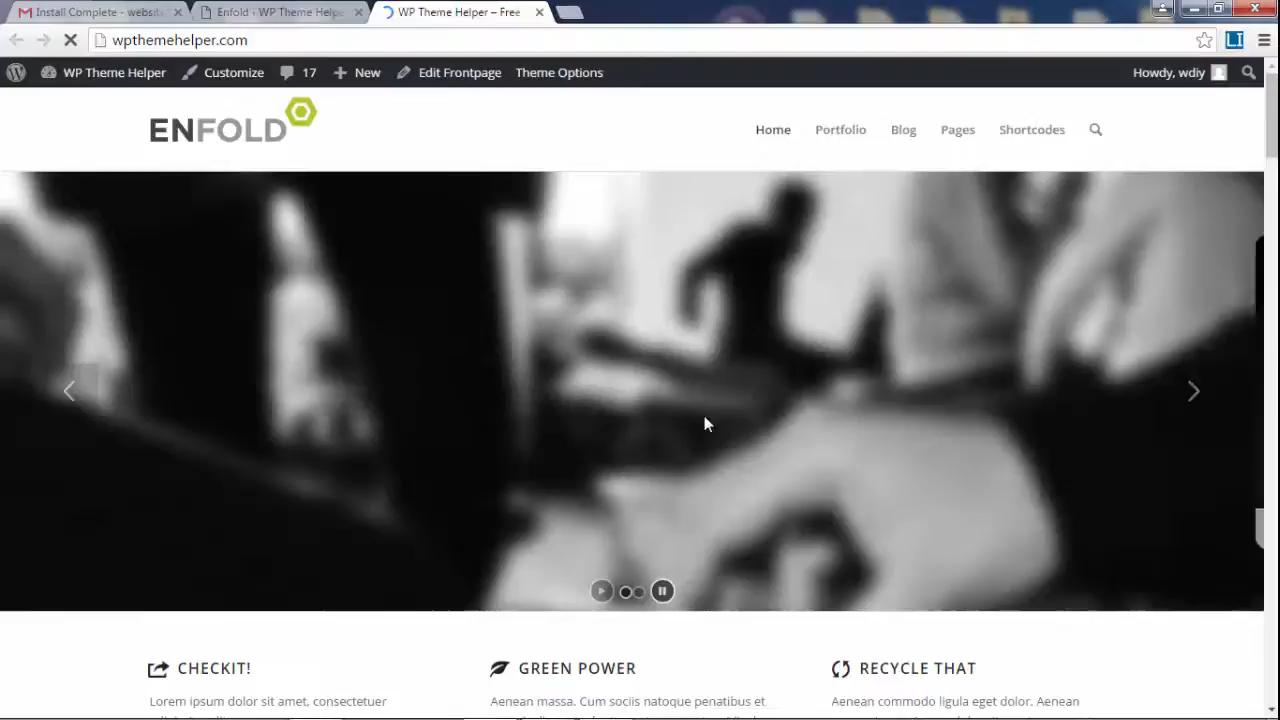 Install Complete - website
Enfold ‹ WP Theme Helpe
WP Theme Helper – Free
wpthemehelper.com
WP Theme Helper Customize 17 New Edit Frontpage Theme Options Howdy, wdiy
ENFOLD
Home Portfolio Blog Pages Shortcodes
CHECKIT! GREEN POWER RECYCLE THAT
Lorem ipsum dolor sit amet, consectetuer Aenean massa. Cum sociis natoque penatibus et Aenean commodo ligula eget dolor. Aenean